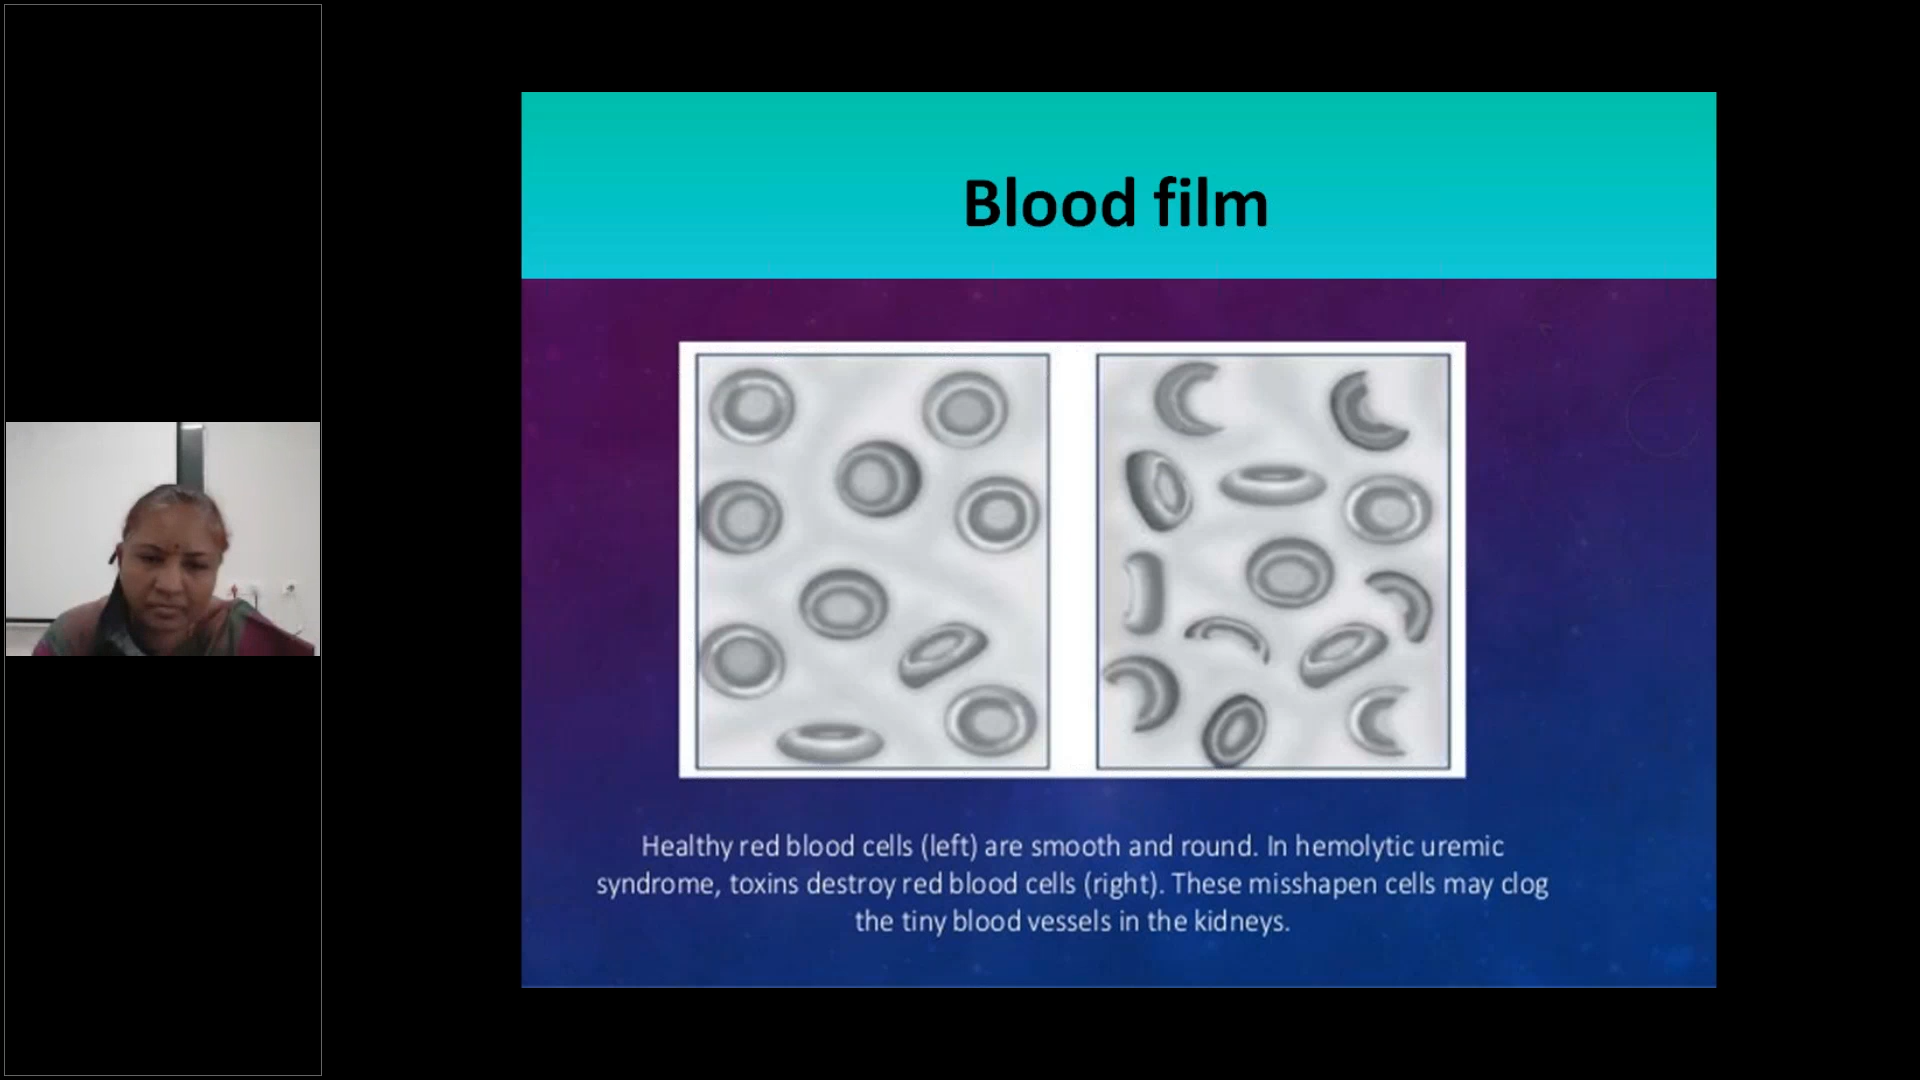 Blood film
Healthy red blood cells (left) are smooth and round. In hemolytic uremic
syndrome, toxins destroy red blood cells (right). These misshapen cells may clog
the tiny blood vessels in the kidneys.